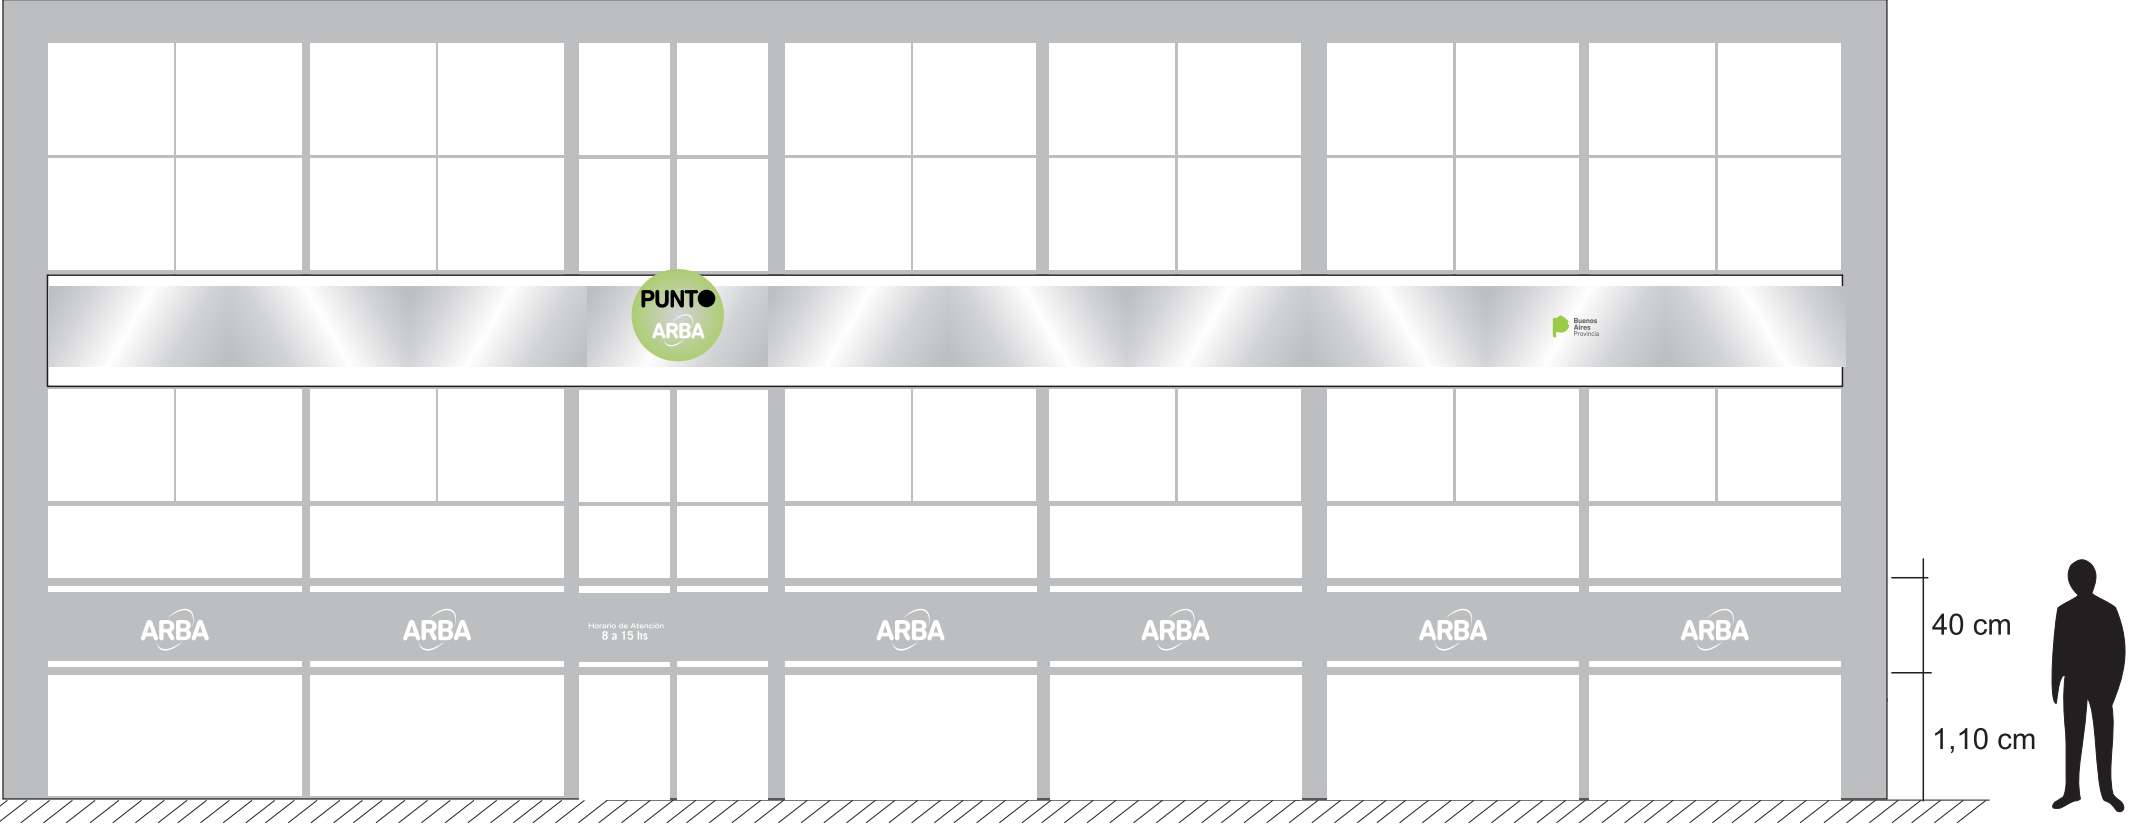 PUNTO
ARBA
Buenos
Aires
Provincia
ARBA
ARBA
Horario de Atención
8 a 15 hs
ARBA
ARBA
ARBA
ARBA
40 cm
1,10 cm